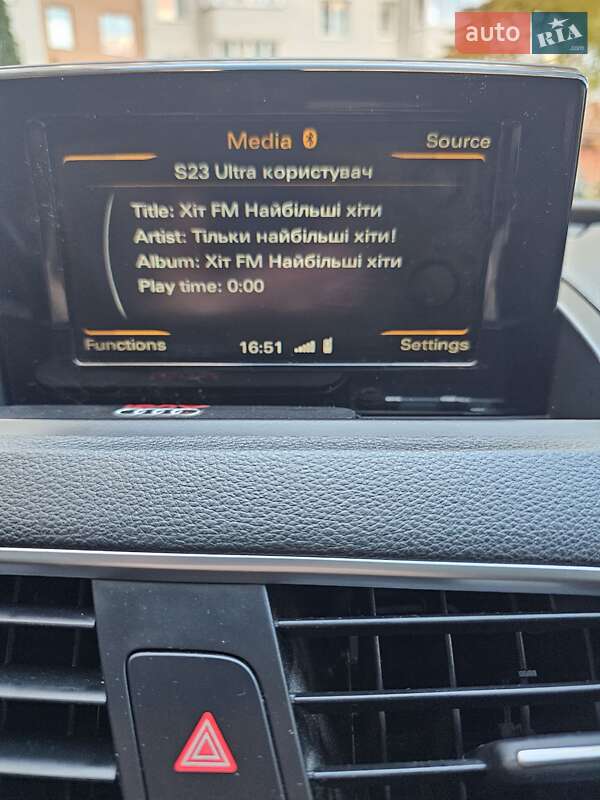 auto RIA
.com
Media
Source
S23 Ultra користувач
Title: Хіт FM Найбільші хіти
Artist: Тільки найбільші хіти!
Album: Хіт FM Найбільші хіти
Play time: 0:00
Functions 16:51 Settings